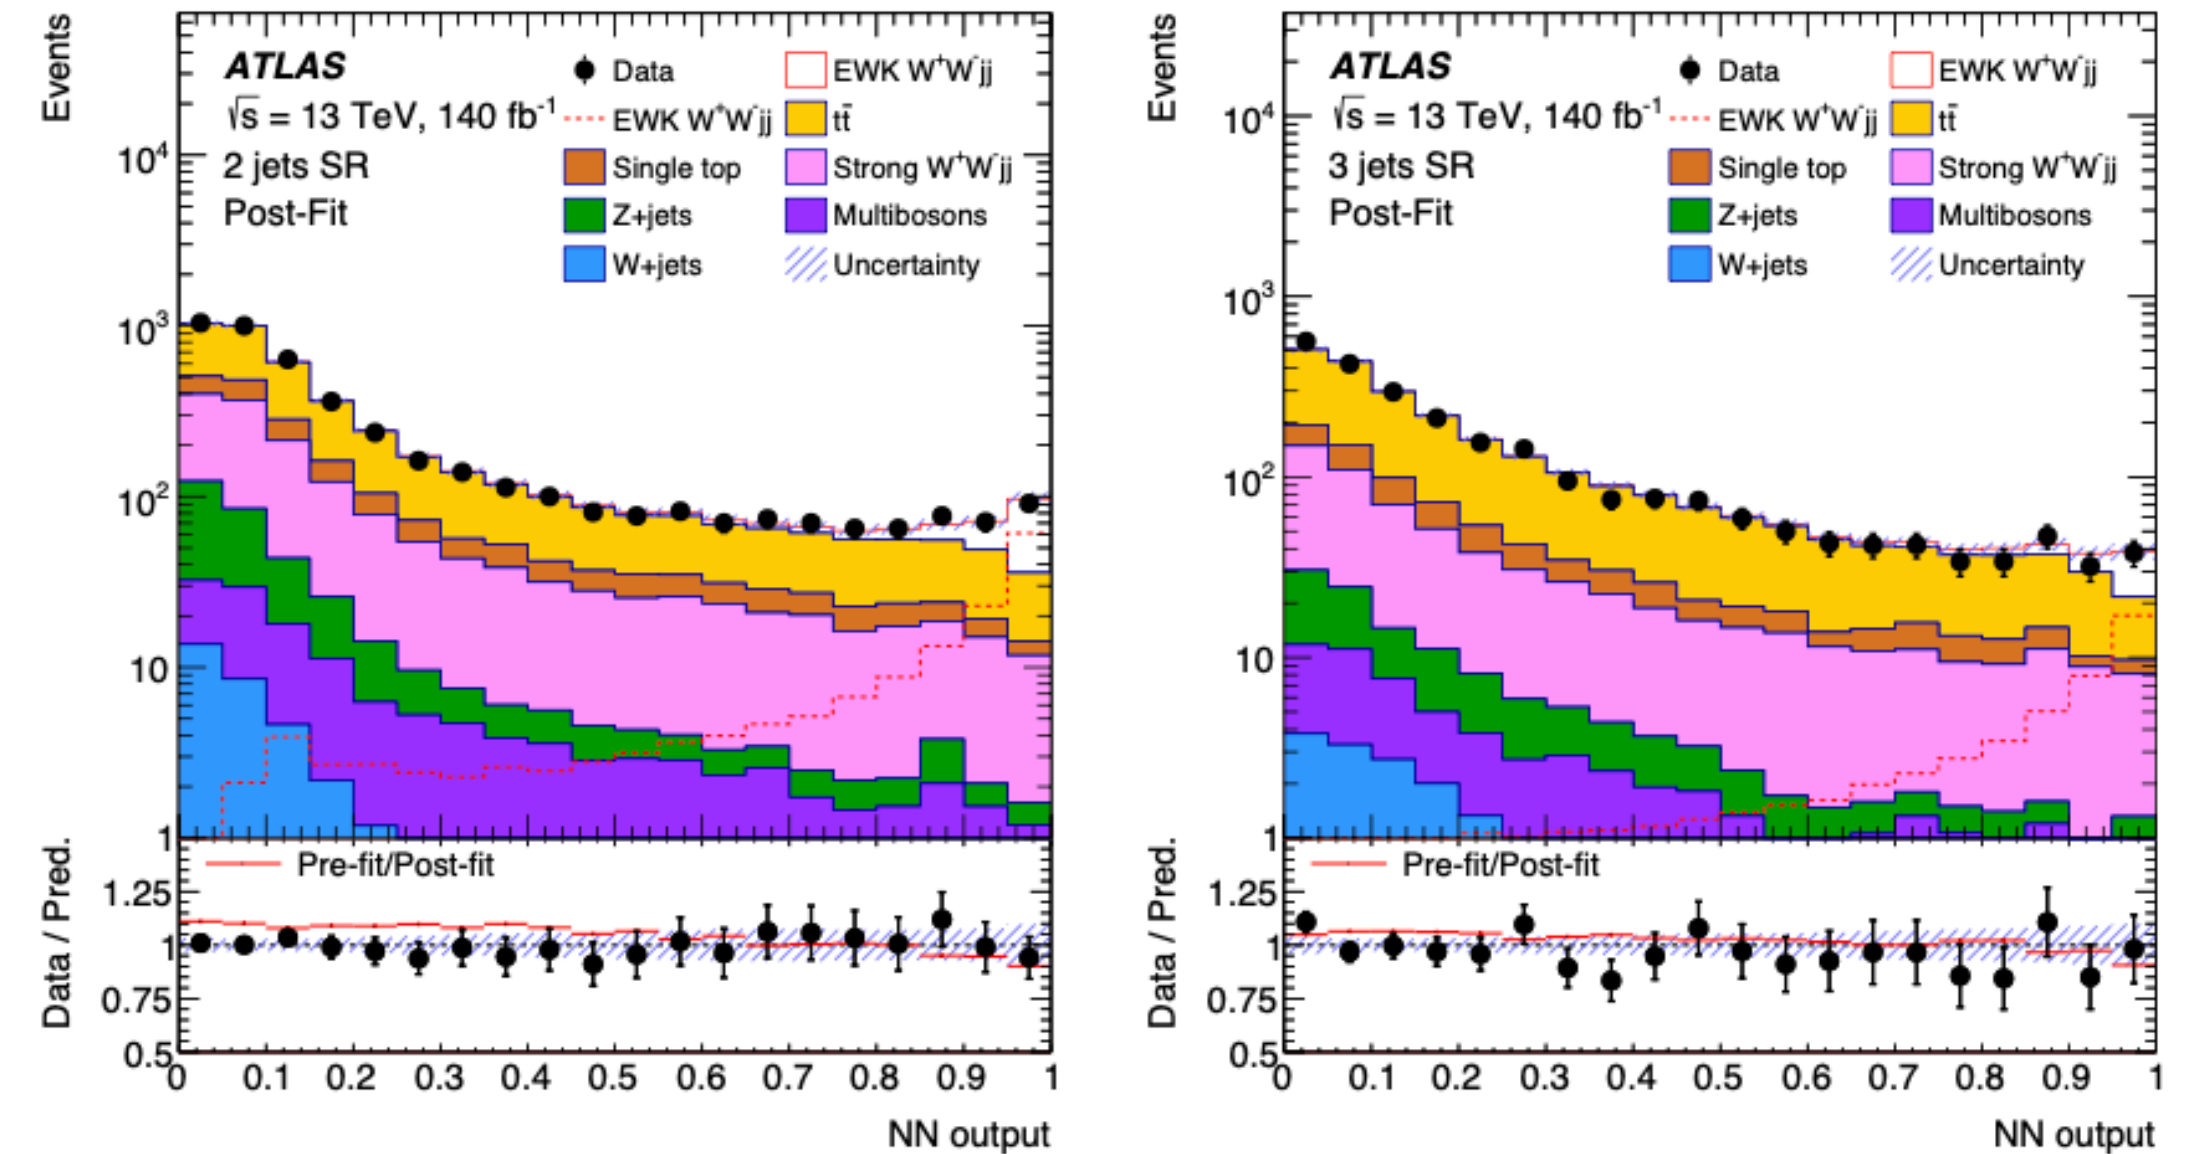 Events
ATLAS
√s = 13 TeV, 140 fb⁻¹
2 jets SR
Post-Fit
Data
EWK W⁺W⁻jj
EWK W⁺W⁻jj
tt̄
Single top
Strong W⁺W⁻jj
Z+jets
Multibosons
W+jets
Uncertainty
10⁴
10³
10²
10
1
Data / Pred.
Pre-fit/Post-fit
1.25
1
0.75
0.5
0 0.1 0.2 0.3 0.4 0.5 0.6 0.7 0.8 0.9 1
NN output
Events
ATLAS
√s = 13 TeV, 140 fb⁻¹
3 jets SR
Post-Fit
Data
EWK W⁺W⁻jj
EWK W⁺W⁻jj
tt̄
Single top
Strong W⁺W⁻jj
Z+jets
Multibosons
W+jets
Uncertainty
10⁴
10³
10²
10
1
Data / Pred.
Pre-fit/Post-fit
1.25
1
0.75
0.5
0 0.1 0.2 0.3 0.4 0.5 0.6 0.7 0.8 0.9 1
NN output